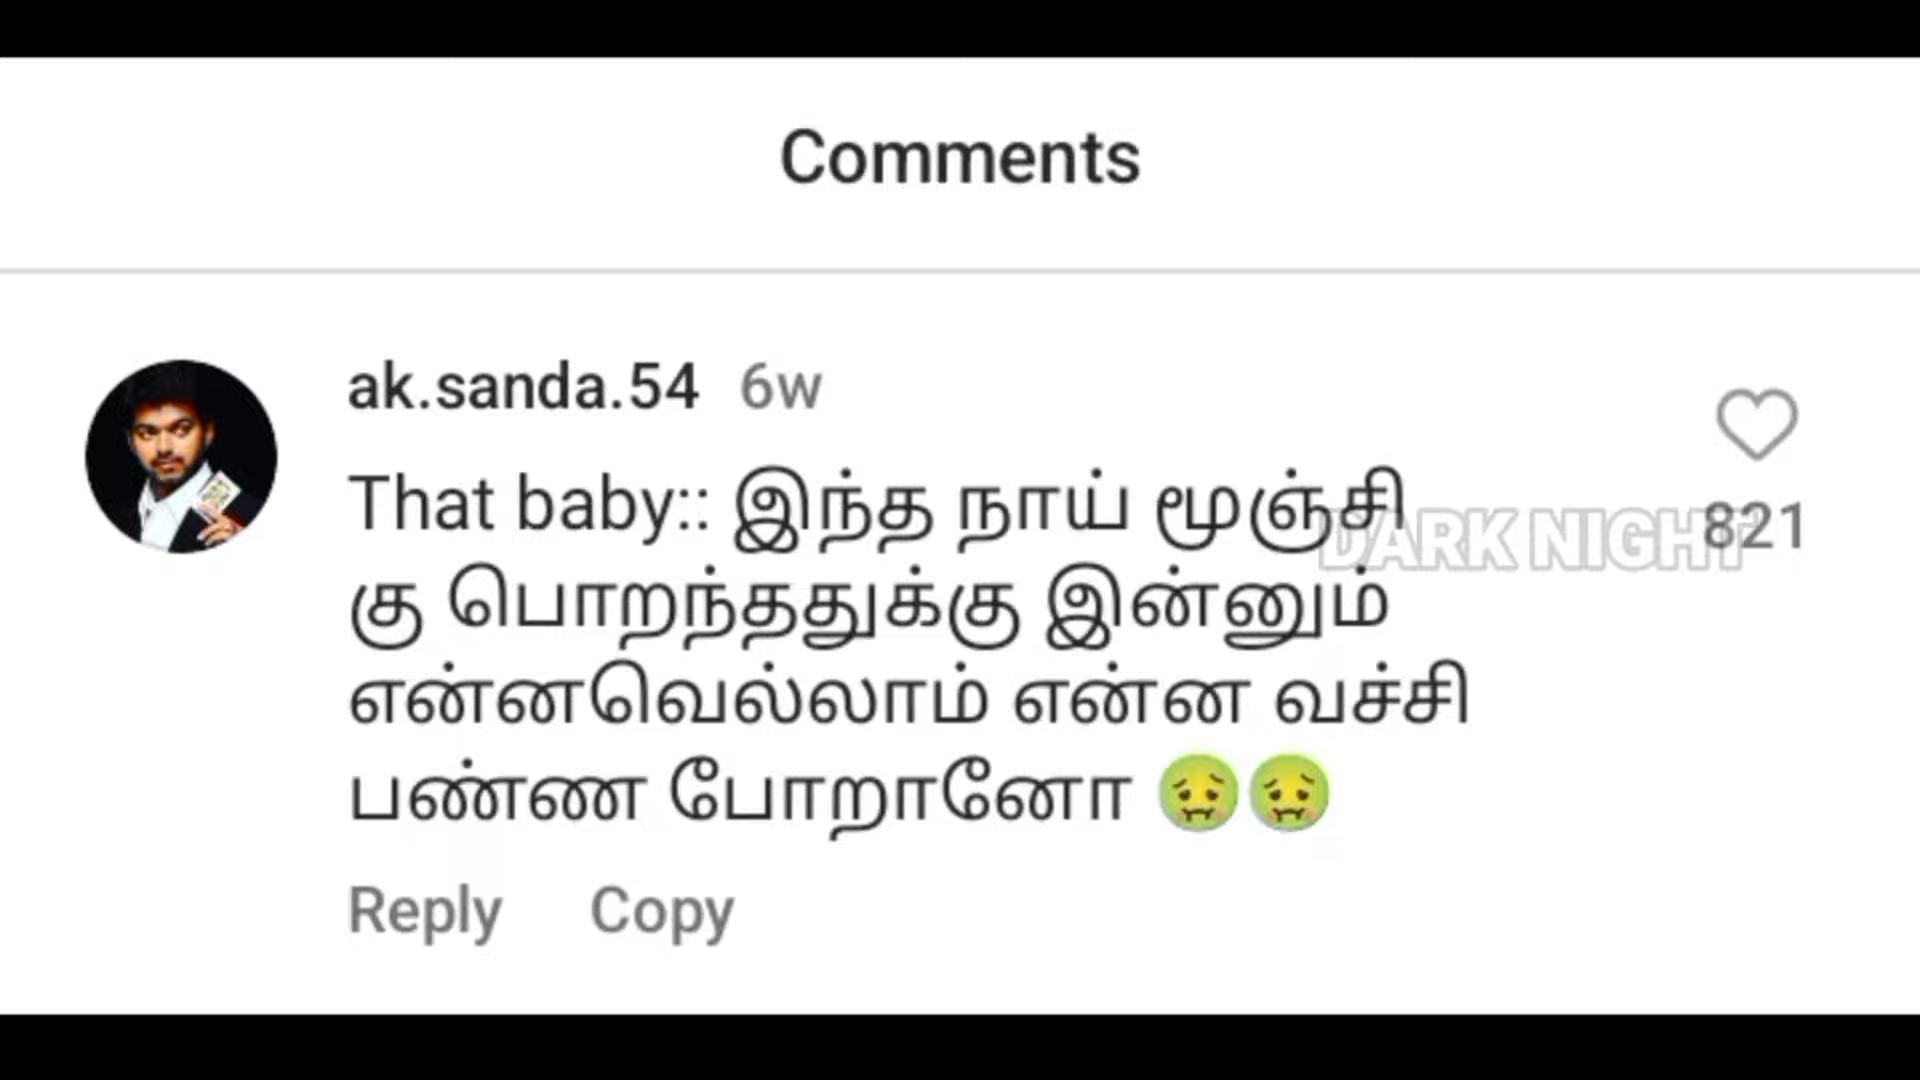 Comments
ak.sanda.54 6w
That baby:: இந்த நாய் மூஞ்சி
DARK NIGHT
821
கு பொறந்ததுக்கு இன்னும்
என்னவெல்லாம் என்ன வச்சி
பண்ண போறானோ 🤢🤢
Reply Copy